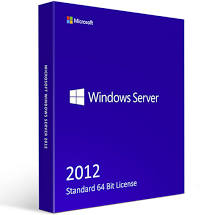 Microsoft
Windows Server
2012
Standard 64 Bit License
MICROSOFT WINDOWS SERVER 2012